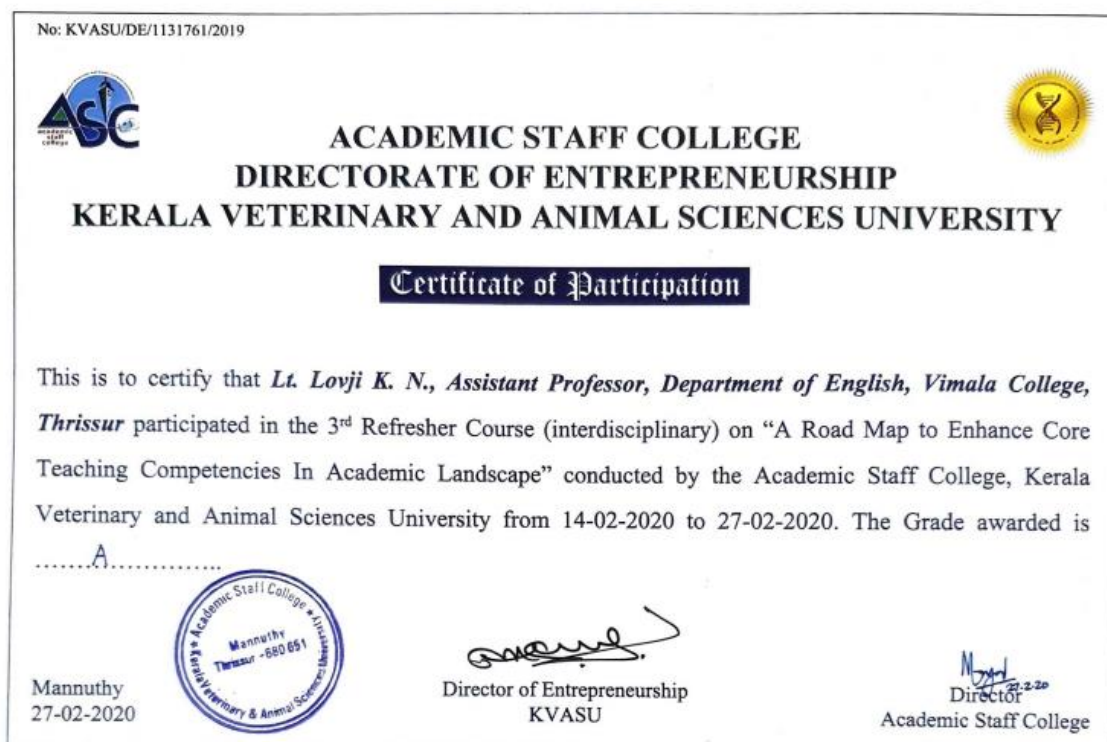 No: KVASU/DE/1131761/2019
ASC
academic
staff
college
ACADEMIC STAFF COLLEGE
DIRECTORATE OF ENTREPRENEURSHIP
KERALA VETERINARY AND ANIMAL SCIENCES UNIVERSITY
Certificate of Participation
This is to certify that Lt. Lovji K. N., Assistant Professor, Department of English, Vimala College,
Thrissur participated in the 3rd Refresher Course (interdisciplinary) on “A Road Map to Enhance Core
Teaching Competencies In Academic Landscape” conducted by the Academic Staff College, Kerala
Veterinary and Animal Sciences University from 14-02-2020 to 27-02-2020. The Grade awarded is
........A..............
Academic Staff College
Mannuthy
Thrissur - 680 651
Kerala Veterinary & Animal Sciences University
Mannuthy
27-02-2020
Director of Entrepreneurship
KVASU
27.2.20
Director
Academic Staff College